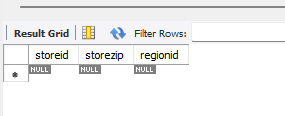 Result Grid Filter Rows:
storeid storezip regionid
NULL NULL NULL